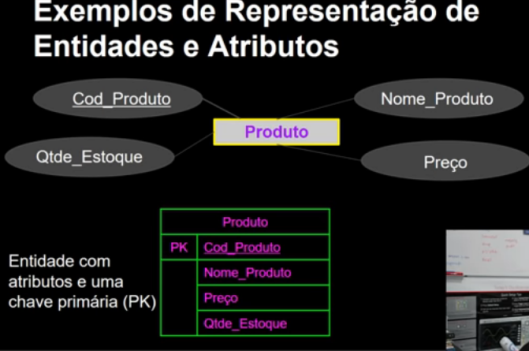 Exemplos de Representação de
Entidades e Atributos
Cod_Produto
Nome_Produto
Produto
Qtde_Estoque
Preço
Produto
PK Cod_Produto
Nome_Produto
Preço
Qtde_Estoque
Entidade com
atributos e uma
chave primária (PK)